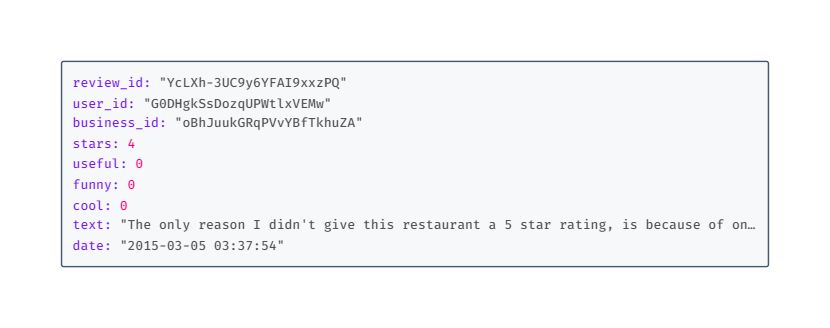 review_id: "YcLXh-3UC9y6YFAI9xxzPQ"
user_id: "G0DHgkSsDozqUPWtlxVEMw"
business_id: "oBhJuukGRqPVvYBfTkhuZA"
stars: 4
useful: 0
funny: 0
cool: 0
text: "The only reason I didn't give this restaurant a 5 star rating, is because of on…
date: "2015-03-05 03:37:54"